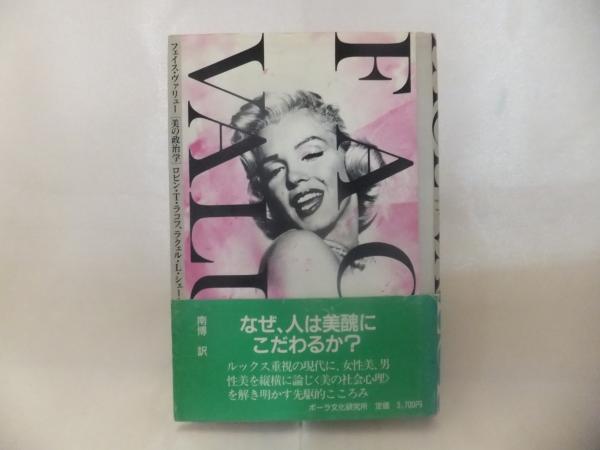 FAC
VALU
フェイス・ヴァリュー[美の政治学]ロビン・T・ラコフ、ラクェル・L・シェー
南博 訳
なぜ、人は美醜に
こだわるか?
ルックス重視の現代に、女性美、男
性美を縦横に論じ〈美の社会心理〉
を解き明かす先駆的こころみ
ポーラ文化研究所 定価 3,700円